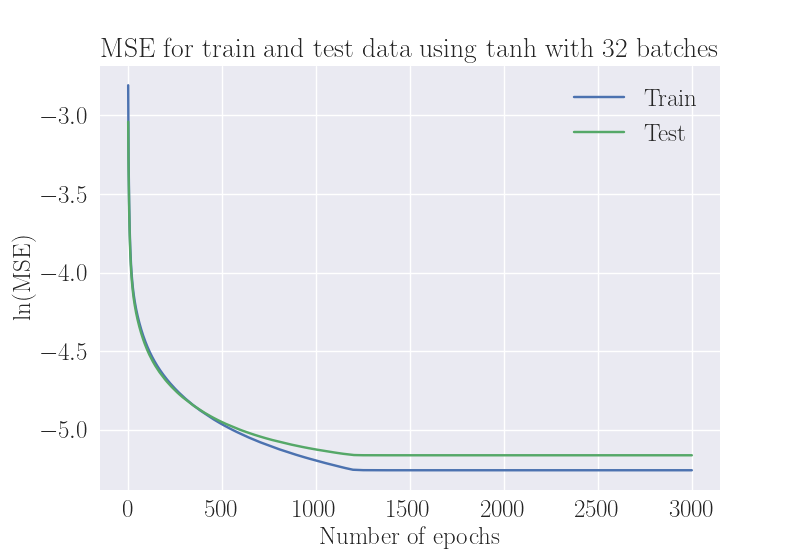 MSE for train and test data using tanh with 32 batches
Train
Test
ln(MSE)
−3.0
−3.5
−4.0
−4.5
−5.0
0 500 1000 1500 2000 2500 3000
Number of epochs